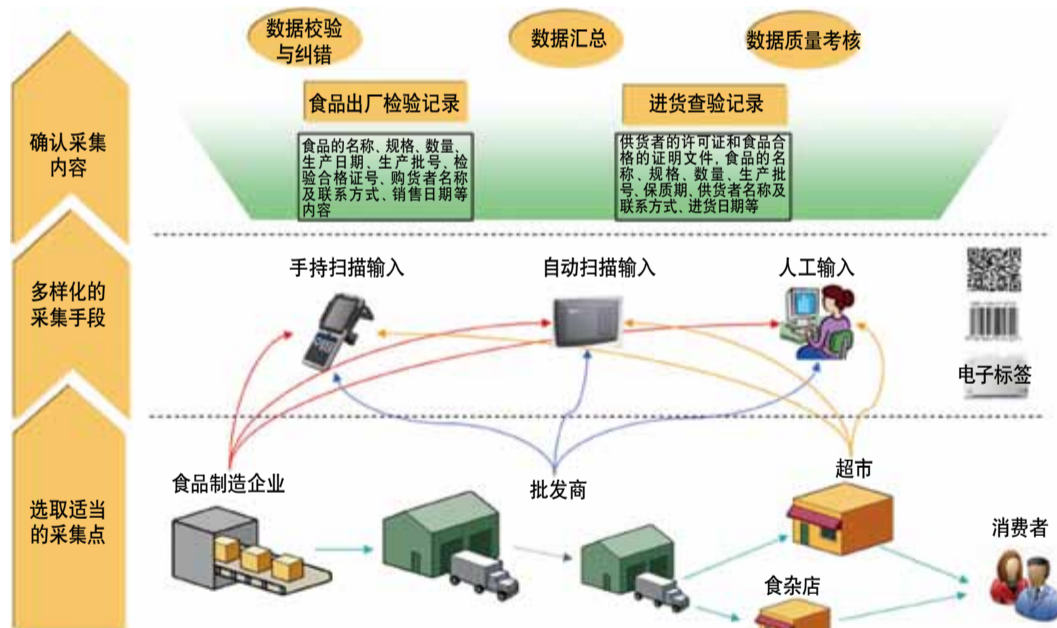 数据校验
与纠错
数据汇总
数据质量考核
食品出厂检验记录
进货查验记录
确认采集
内容
食品的名称、规格、数量、
生产日期、生产批号、检
验合格证号、购货者名称
及联系方式、销售日期等
内容
供货者的许可证和食品合
格的证明文件,食品的名
称、规格、数量、生产批
号、保质期、供货者名称及
联系方式、进货日期等
手持扫描输入
自动扫描输入
人工输入
多样化的
采集手段
电子标签
食品制造企业
批发商
超市
选取适当
的采集点
消费者
食杂店